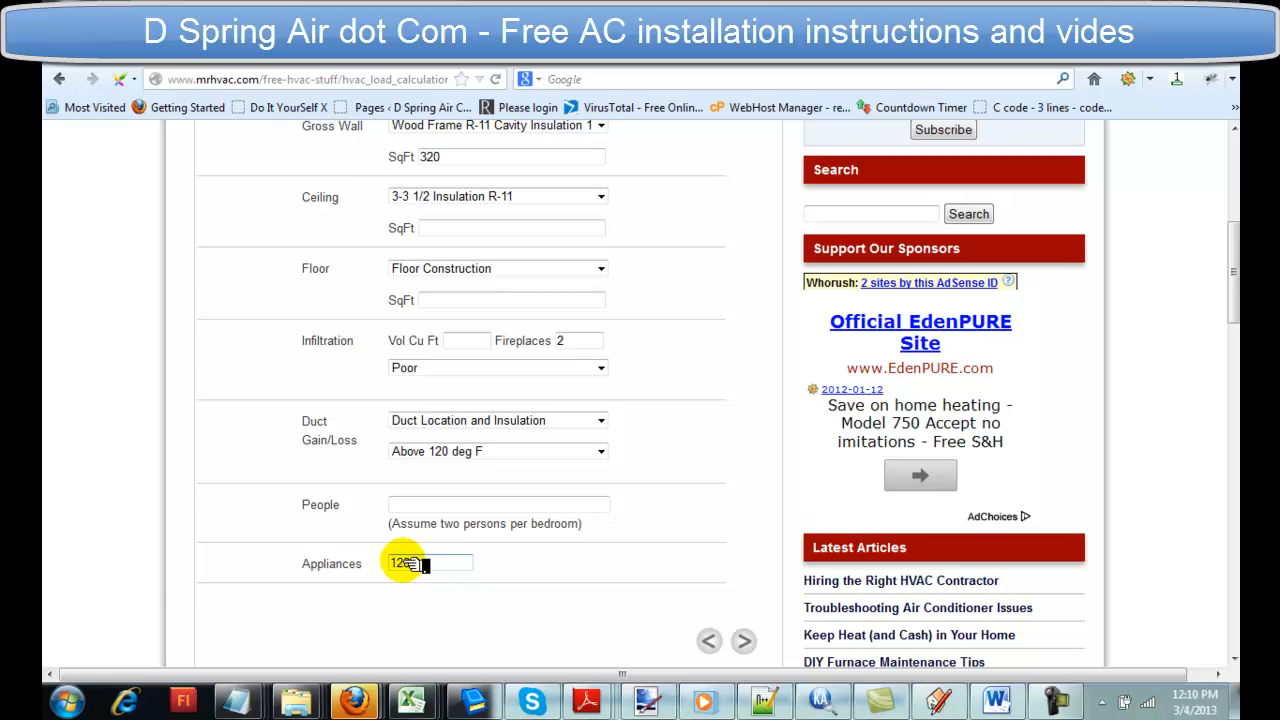 D Spring Air dot Com - Free AC installation instructions and vides
www.mrhvac.com/free-hvac-stuff/hvac_load_calculation
Google
Most Visited Getting Started Do It YourSelf X Pages ‹ D Spring Air C... Please login VirusTotal - Free Onlin... WebHost Manager - re... Countdown Timer C code - 3 lines - code...
Gross Wall Wood Frame R-11 Cavity Insulation 1
SqFt 320
Ceiling 3-3 1/2 Insulation R-11
SqFt
Floor Floor Construction
SqFt
Infiltration Vol Cu Ft Fireplaces 2
Poor
Duct
Gain/Loss
Duct Location and Insulation
Above 120 deg F
People
(Assume two persons per bedroom)
Appliances
Subscribe
Search
Search
Support Our Sponsors
Whorush: 2 sites by this AdSense ID
Official EdenPURE
Site
www.EdenPURE.com
2012-01-12
Save on home heating -
Model 750 Accept no
imitations - Free S&H
AdChoices
Latest Articles
Hiring the Right HVAC Contractor
Troubleshooting Air Conditioner Issues
Keep Heat (and Cash) in Your Home
DIY Furnace Maintenance Tips
12:10 PM
3/4/2013